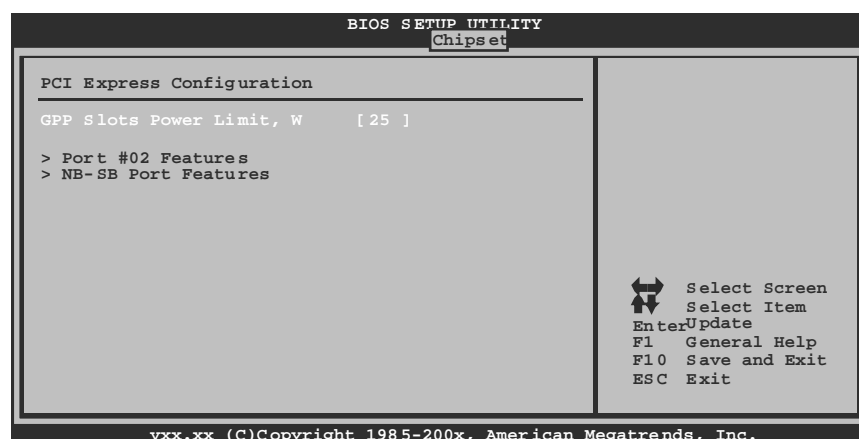 BIOS SETUP UTILITY
Chipset
PCI Express Configuration
GPP Slots Power Limit, W [25 ]
> Port #02 Features
> NB-SB Port Features
Select Screen
Select Item
Enter Update
F1 General Help
F10 Save and Exit
ESC Exit
vxx.xx (C)Copyright 1985-200x, American Megatrends, Inc.